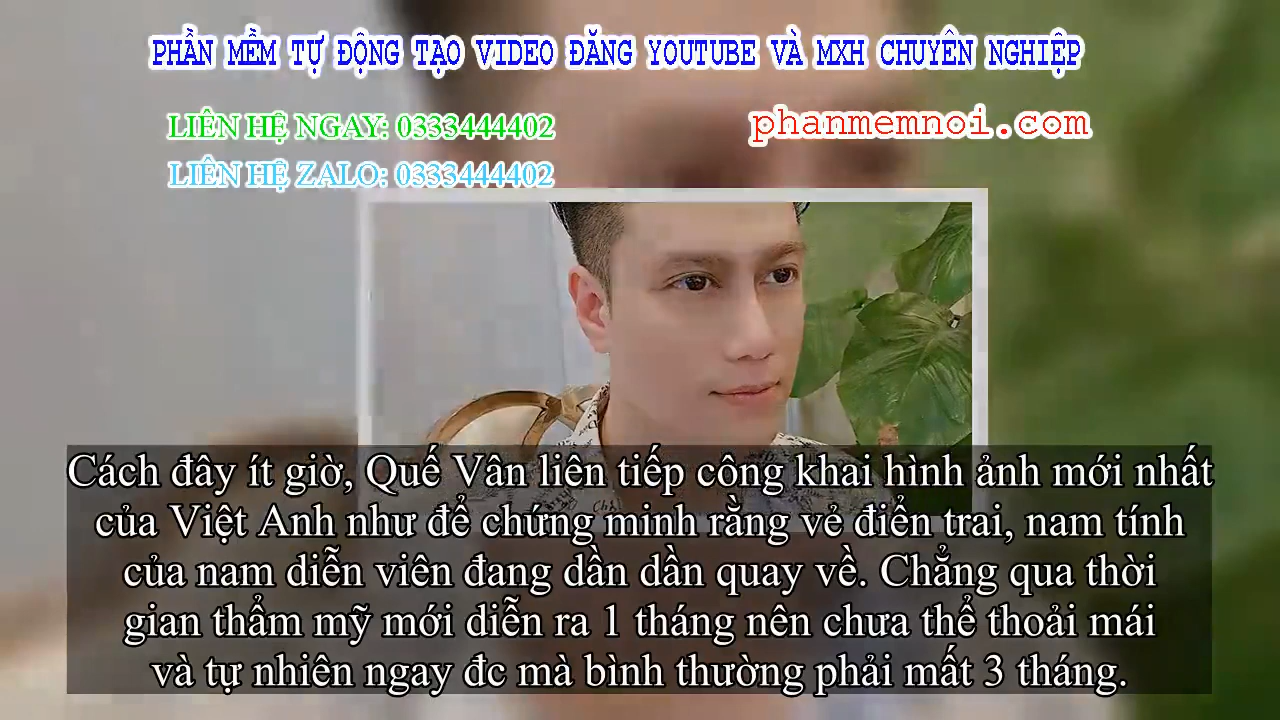 PHẦN MỀM TỰ ĐỘNG TẠO VIDEO ĐĂNG YOUTUBE VÀ MXH CHUYÊN NGHIỆP
LIÊN HỆ NGAY: 0333444402
phanmemnoi.com
LIÊN HỆ ZALO: 0333444402
Cách đây ít giờ, Quế Vân liên tiếp công khai hình ảnh mới nhất
của Việt Anh như để chứng minh rằng vẻ điển trai, nam tính
của nam diễn viên đang dần dần quay về. Chẳng qua thời
gian thẩm mỹ mới diễn ra 1 tháng nên chưa thể thoải mái
và tự nhiên ngay đc mà bình thường phải mất 3 tháng.